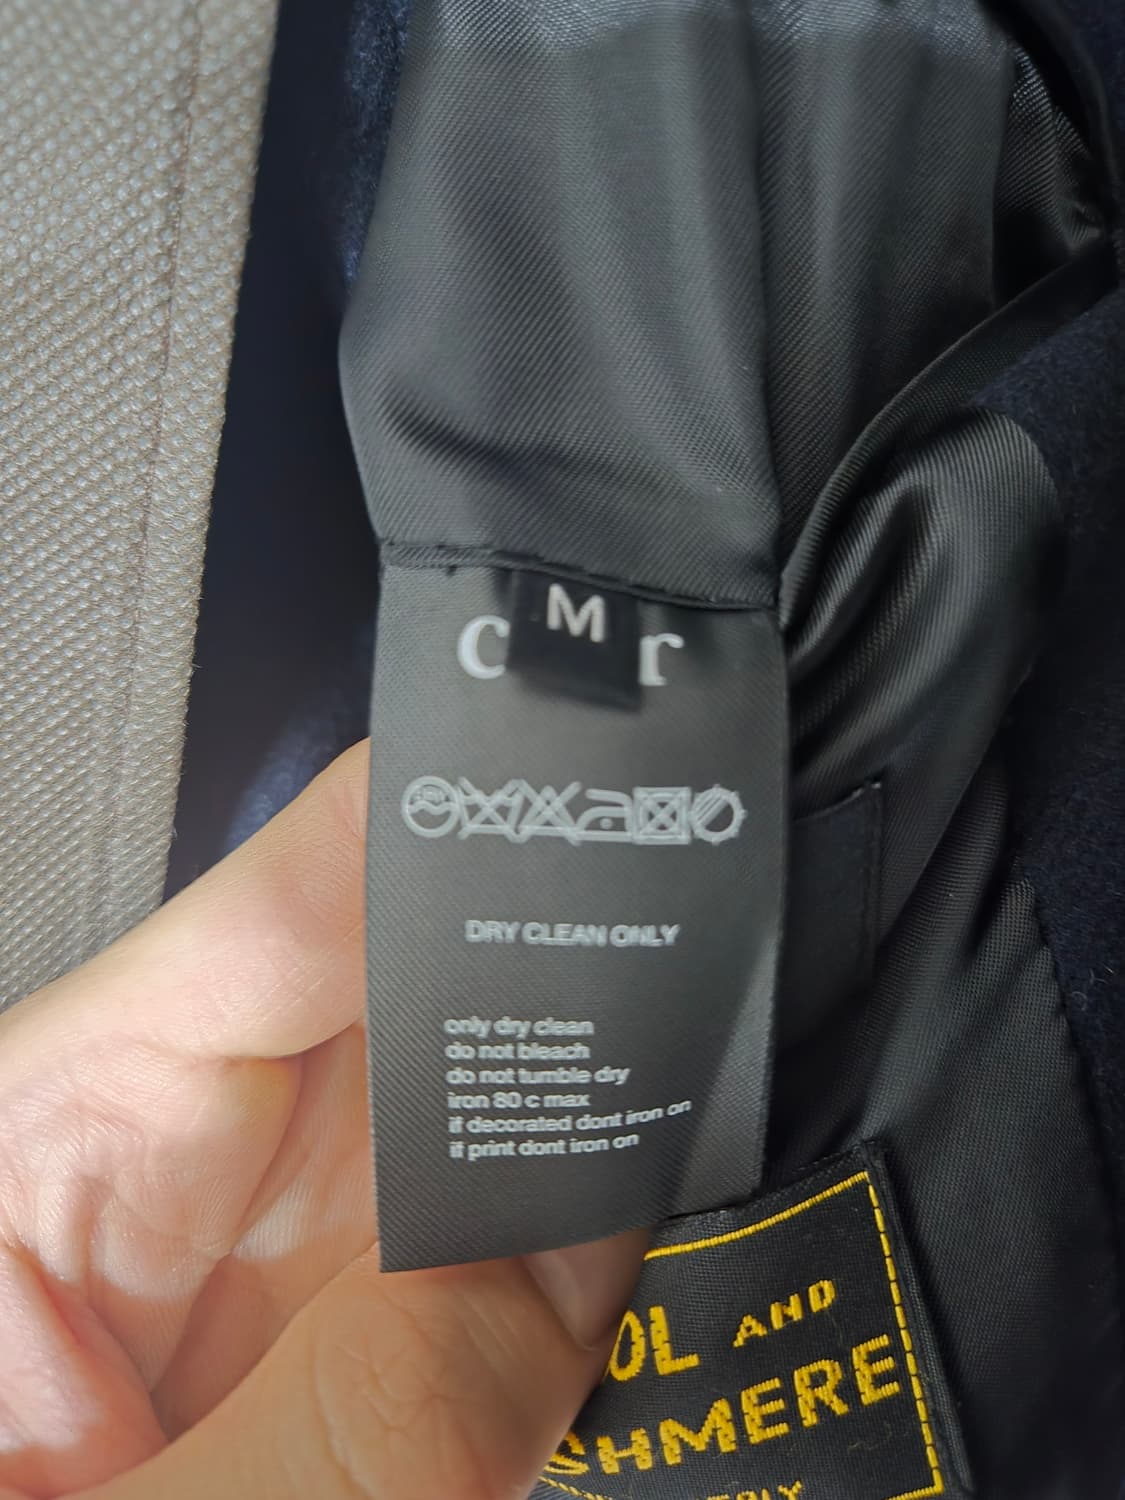 M
c r
DRY CLEAN ONLY
only dry clean
do not bleach
do not tumble dry
iron 80 c max
if decorated dont iron on
if print dont iron on
OL AND
SHMERE